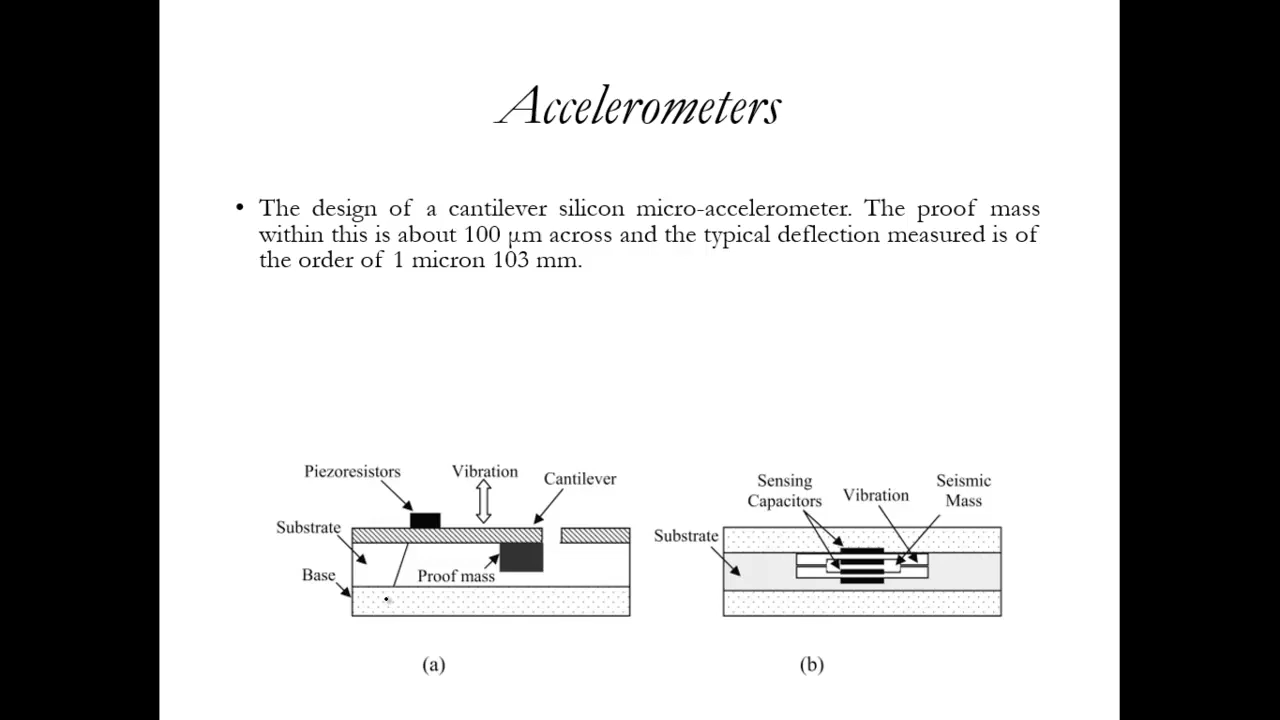 Accelerometers
• The design of a cantilever silicon micro-accelerometer. The proof mass
within this is about 100 μm across and the typical deflection measured is of
the order of 1 micron 103 mm.
Piezoresistors
Vibration
Cantilever
Substrate
Base
Proof mass
(a)
Sensing
Capacitors
Vibration
Seismic
Mass
Substrate
(b)